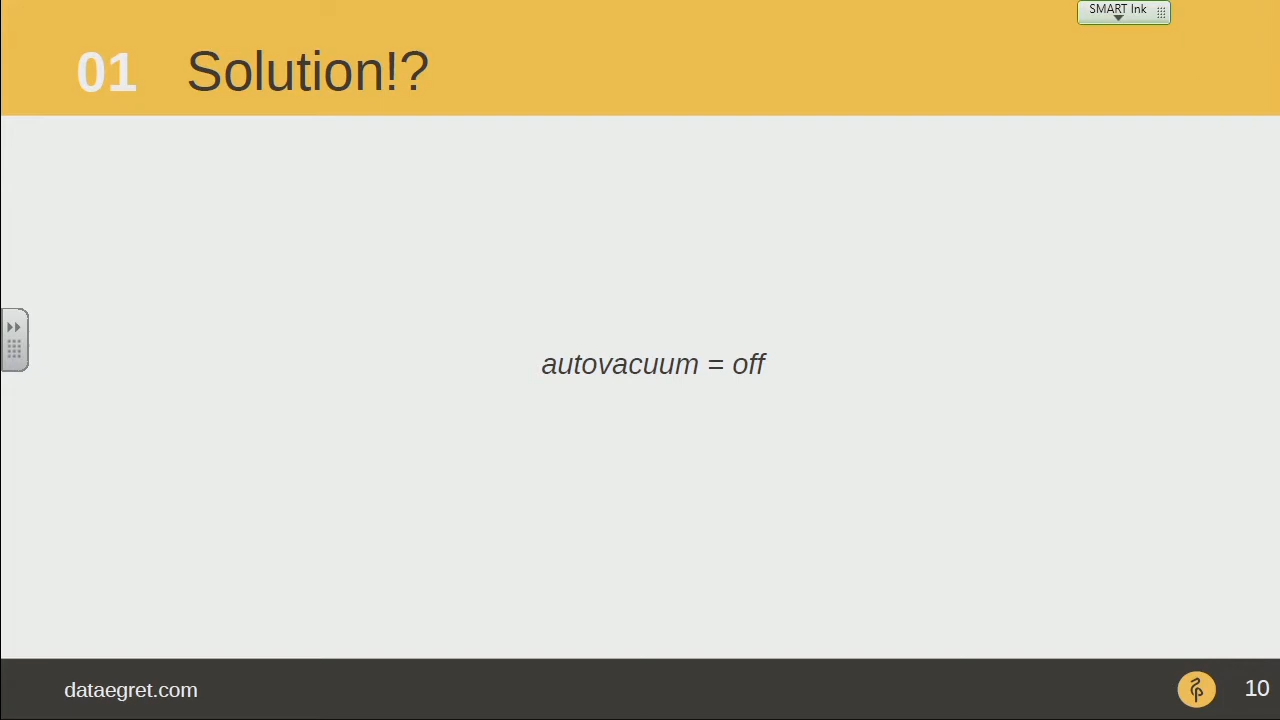 SMART Ink
01 Solution!?
autovacuum = off
dataegret.com
10